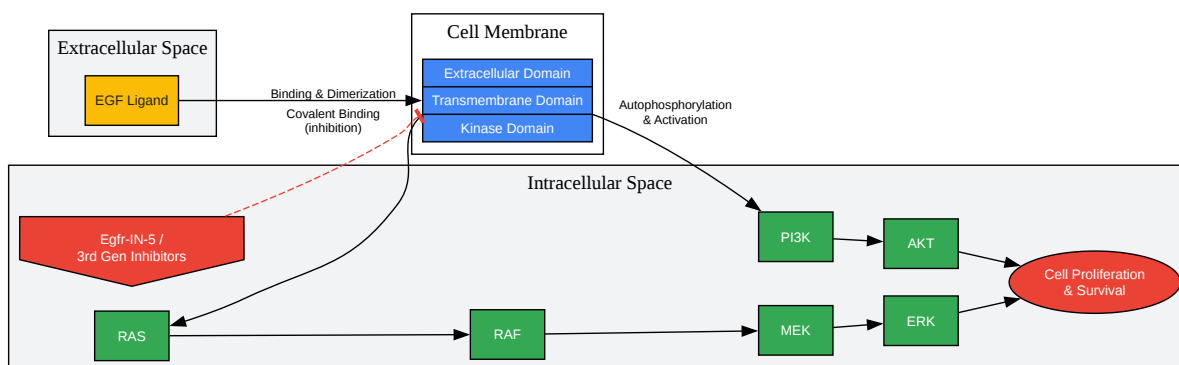 Cell Membrane
Extracellular Space
Extracellular Domain
EGF Ligand
Binding & Dimerization
Transmembrane Domain
Autophosphorylation
& Activation
Covalent Binding
(inhibition)
Kinase Domain
Intracellular Space
Egfr-IN-5 /
3rd Gen Inhibitors
PI3K
AKT
Cell Proliferation
& Survival
RAS
RAF
MEK
ERK